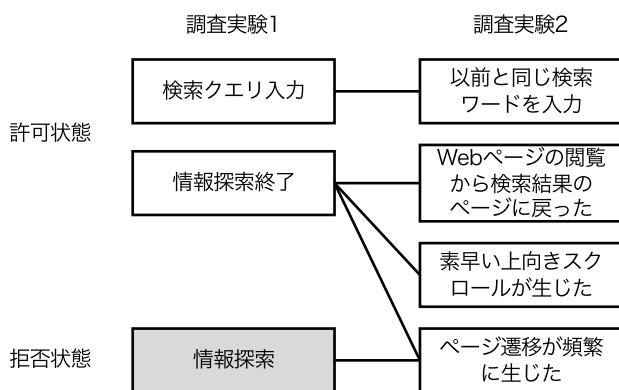 調査実験1
調査実験2
検索クエリ入力
以前と同じ検索
ワードを入力
許可状態
情報探索終了
Webページの閲覧
から検索結果の
ページに戻った
素早い上向きスク
ロールが生じた
拒否状態
情報探索
ページ遷移が頻繁
に生じた